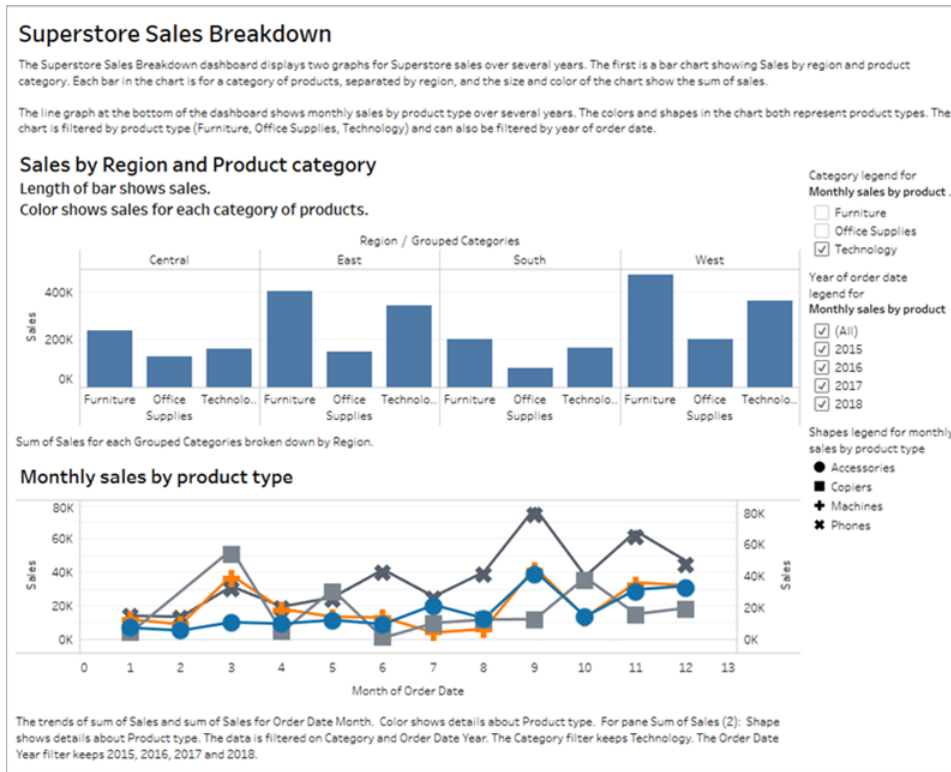 Superstore Sales Breakdown
The Superstore Sales Breakdown dashboard displays two graphs for Superstore sales over several years. The first is a bar chart showing Sales by region and product
category. Each bar in the chart is for a category of products, separated by region, and the size and color of the chart show the sum of sales.
The line graph at the bottom of the dashboard shows monthly sales by product type over several years. The colors and shapes in the chart both represent product types. The
chart is filtered by product type (Furniture, Office Supplies, Technology) and can also be filtered by year of order date.
Sales by Region and Product category
Length of bar shows sales.
Color shows sales for each category of products.
Region / Grouped Categories
Central East South West
Sales
400K
200K
0K
Furniture Office Technolo.. Furniture Office Technolo.. Furniture Office Technolo.. Furniture Office Technolo..
Supplies Supplies Supplies Supplies
Sum of Sales for each Grouped Categories broken down by Region.
Category legend for
Monthly sales by product .
Furniture
Office Supplies
Technology
Year of order date
legend for
Monthly sales by product
(All)
2015
2016
2017
2018
Shapes legend for monthly
sales by product type
Accessories
Copiers
Machines
Phones
Monthly sales by product type
Sales
80K
60K
40K
20K
0K
80K
60K
40K
20K
0K
Sales
0 1 2 3 4 5 6 7 8 9 10 11 12 13
Month of Order Date
The trends of sum of Sales and sum of Sales for Order Date Month. Color shows details about Product type. For pane Sum of Sales (2): Shape
shows details about Product type. The data is filtered on Category and Order Date Year. The Category filter keeps Technology. The Order Date
Year filter keeps 2015, 2016, 2017 and 2018.